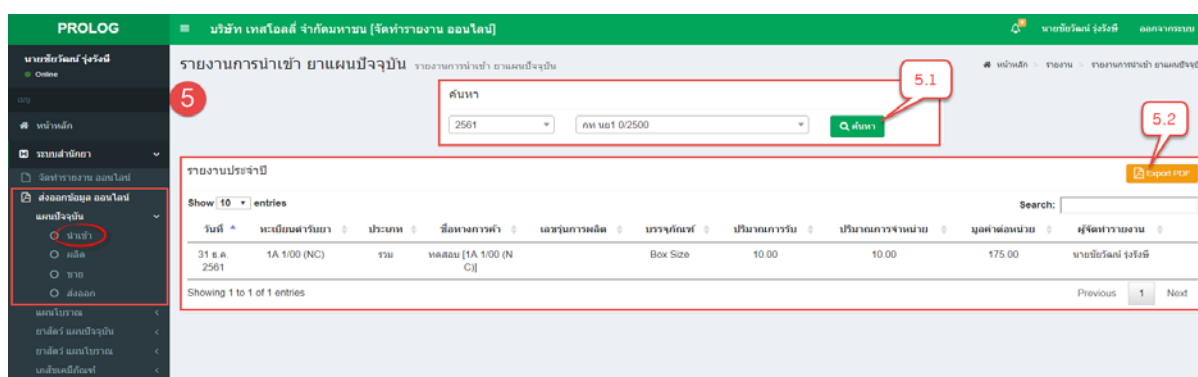 PROLOG
บริษัท เทสโอลลี่ จำกัดมหาชน [จัดทำรายงาน ออนไลน์]
นายชัยวัฒน์ รุ่งรังษี
ออกจากระบบ
นายชัยวัฒน์ รุ่งรังษี
Online
เมนู
หน้าหลัก
ระบบสำนักยา
จัดทำรายงาน ออนไลน์
ส่งออกข้อมูล ออนไลน์
แผนปัจจุบัน
นำเข้า
ผลิต
ขาย
ส่งออก
แผนโบราณ
ยาสัตว์ แผนปัจจุบัน
ยาสัตว์ แผนโบราณ
เภสัชเคมีภัณฑ์
รายงานการนำเข้า ยาแผนปัจจุบัน รายงานการนำเข้า ยาแผนปัจจุบัน
หน้าหลัก > รายงาน > รายงานการนำเข้า ยาแผนปัจจุบัน
5
ค้นหา
5.1
2561
กท นย1 0/2500
ค้นหา
5.2
รายงานประจำปี
Export PDF
Show 10 entries
Search:
วันที่ ทะเบียนตำรับยา ประเภท ชื่อทางการค้า เลขรุ่นการผลิต บรรจุภัณฑ์ ปริมาณการรับ ปริมาณการจำหน่าย มูลค่าต่อหน่วย ผู้จัดทำรายงาน
31 ธ.ค. 1A 1/00 (NC) รวม ทดสอบ [1A 1/00 (N Box Size 10.00 10.00 175.00 นายชัยวัฒน์ รุ่งรังษี
2561 C)]
Showing 1 to 1 of 1 entries
Previous 1 Next